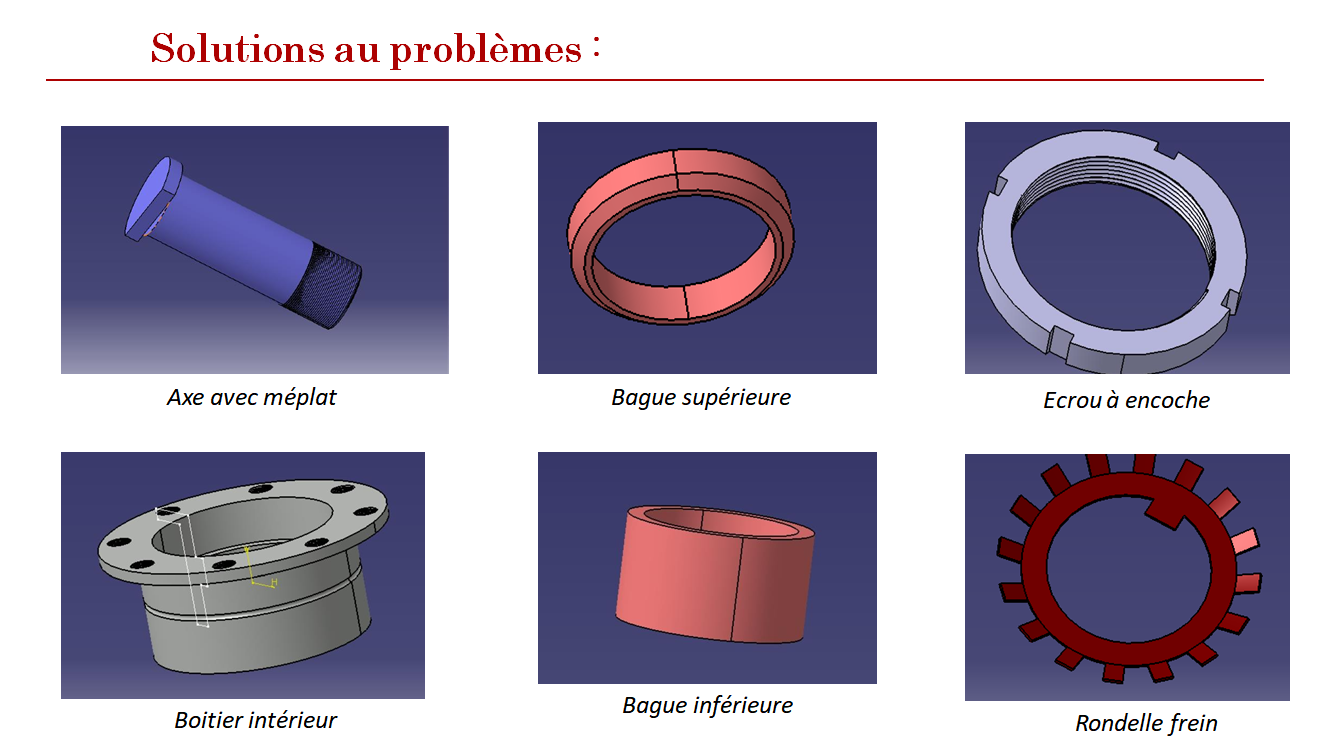 Solutions au problèmes :
Axe avec méplat
Bague supérieure
Ecrou à encoche
H
Boitier intérieur
Bague inférieure
Rondelle frein